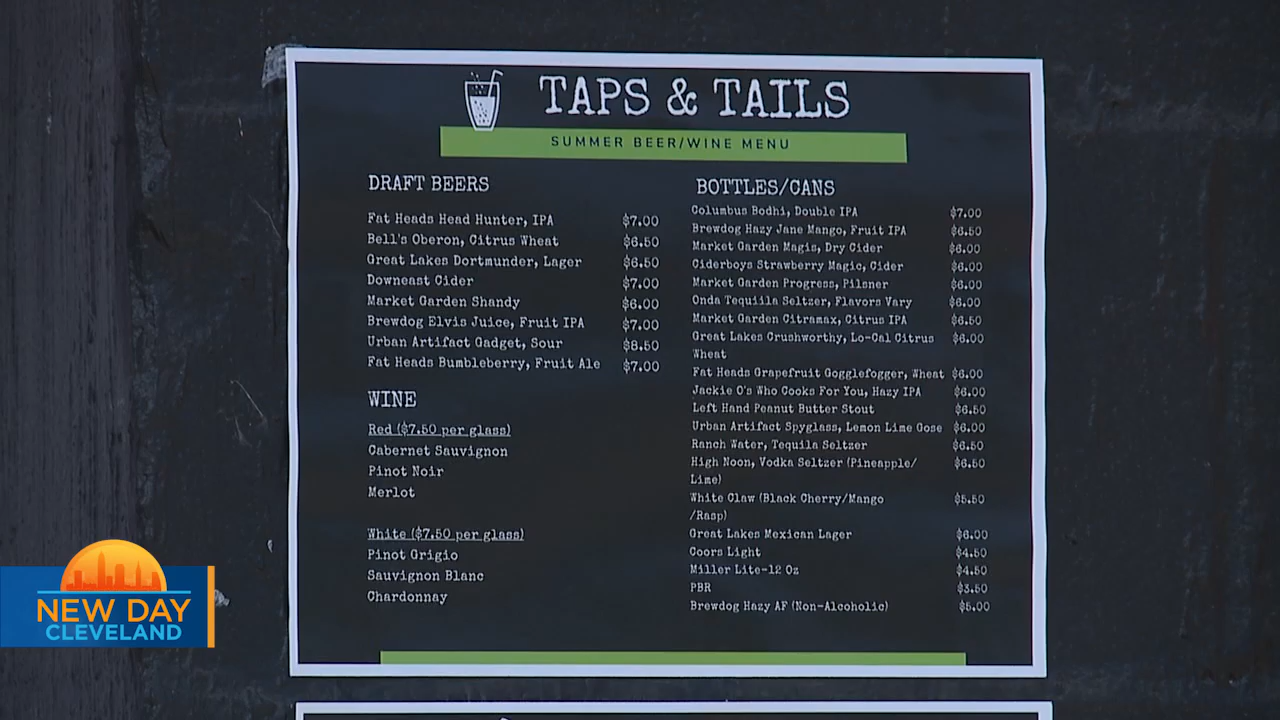 TAPS & TAILS
SUMMER BEER/WINE MENU
DRAFT BEERS
Fat Heads Head Hunter, IPA $7.00
Bell's Oberon, Citrus Wheat $6.50
Great Lakes Dortmunder, Lager $6.50
Downeast Cider $7.00
Market Garden Shandy $6.00
Brewdog Elvis Juice, Fruit IPA $7.00
Urban Artifact Gadget, Sour $8.50
Fat Heads Bumbleberry, Fruit Ale $7.00
WINE
Red ($7.50 per glass)
Cabernet Sauvignon
Pinot Noir
Merlot
White ($7.50 per glass)
Pinot Grigio
Sauvignon Blanc
Chardonnay
BOTTLES/CANS
Columbus Bodhi, Double IPA $7.00
Brewdog Hazy Jane Mango, Fruit IPA $6.50
Market Garden Magis, Dry Cider $6.00
Ciderboys Strawberry Magic, Cider $6.00
Market Garden Progress, Pilsner $6.00
Onda Tequiila Seltzer, Flavors Vary $6.00
Market Garden Citramax, Citrus IPA $6.50
Great Lakes Crushworthy, Lo-Cal Citrus $6.00
Wheat
Fat Heads Grapefruit Gogglefogger, Wheat $6.00
Jackie O's Who Cooks For You, Hazy IPA $6.00
Left Hand Peanut Butter Stout $6.50
Urban Artifact Spyglass, Lemon Lime Gose $6.00
Ranch Water, Tequila Seltzer $6.50
High Noon, Vodka Seltzer (Pineapple/ $6.50
Lime)
White Claw (Black Cherry/Mango $5.50
/Rasp)
Great Lakes Mexican Lager $6.00
Coors Light $4.50
Miller Lite-12 Oz $4.50
PBR $3.50
Brewdog Hazy AF (Non-Alcoholic) $5.00
NEW DAY
CLEVELAND